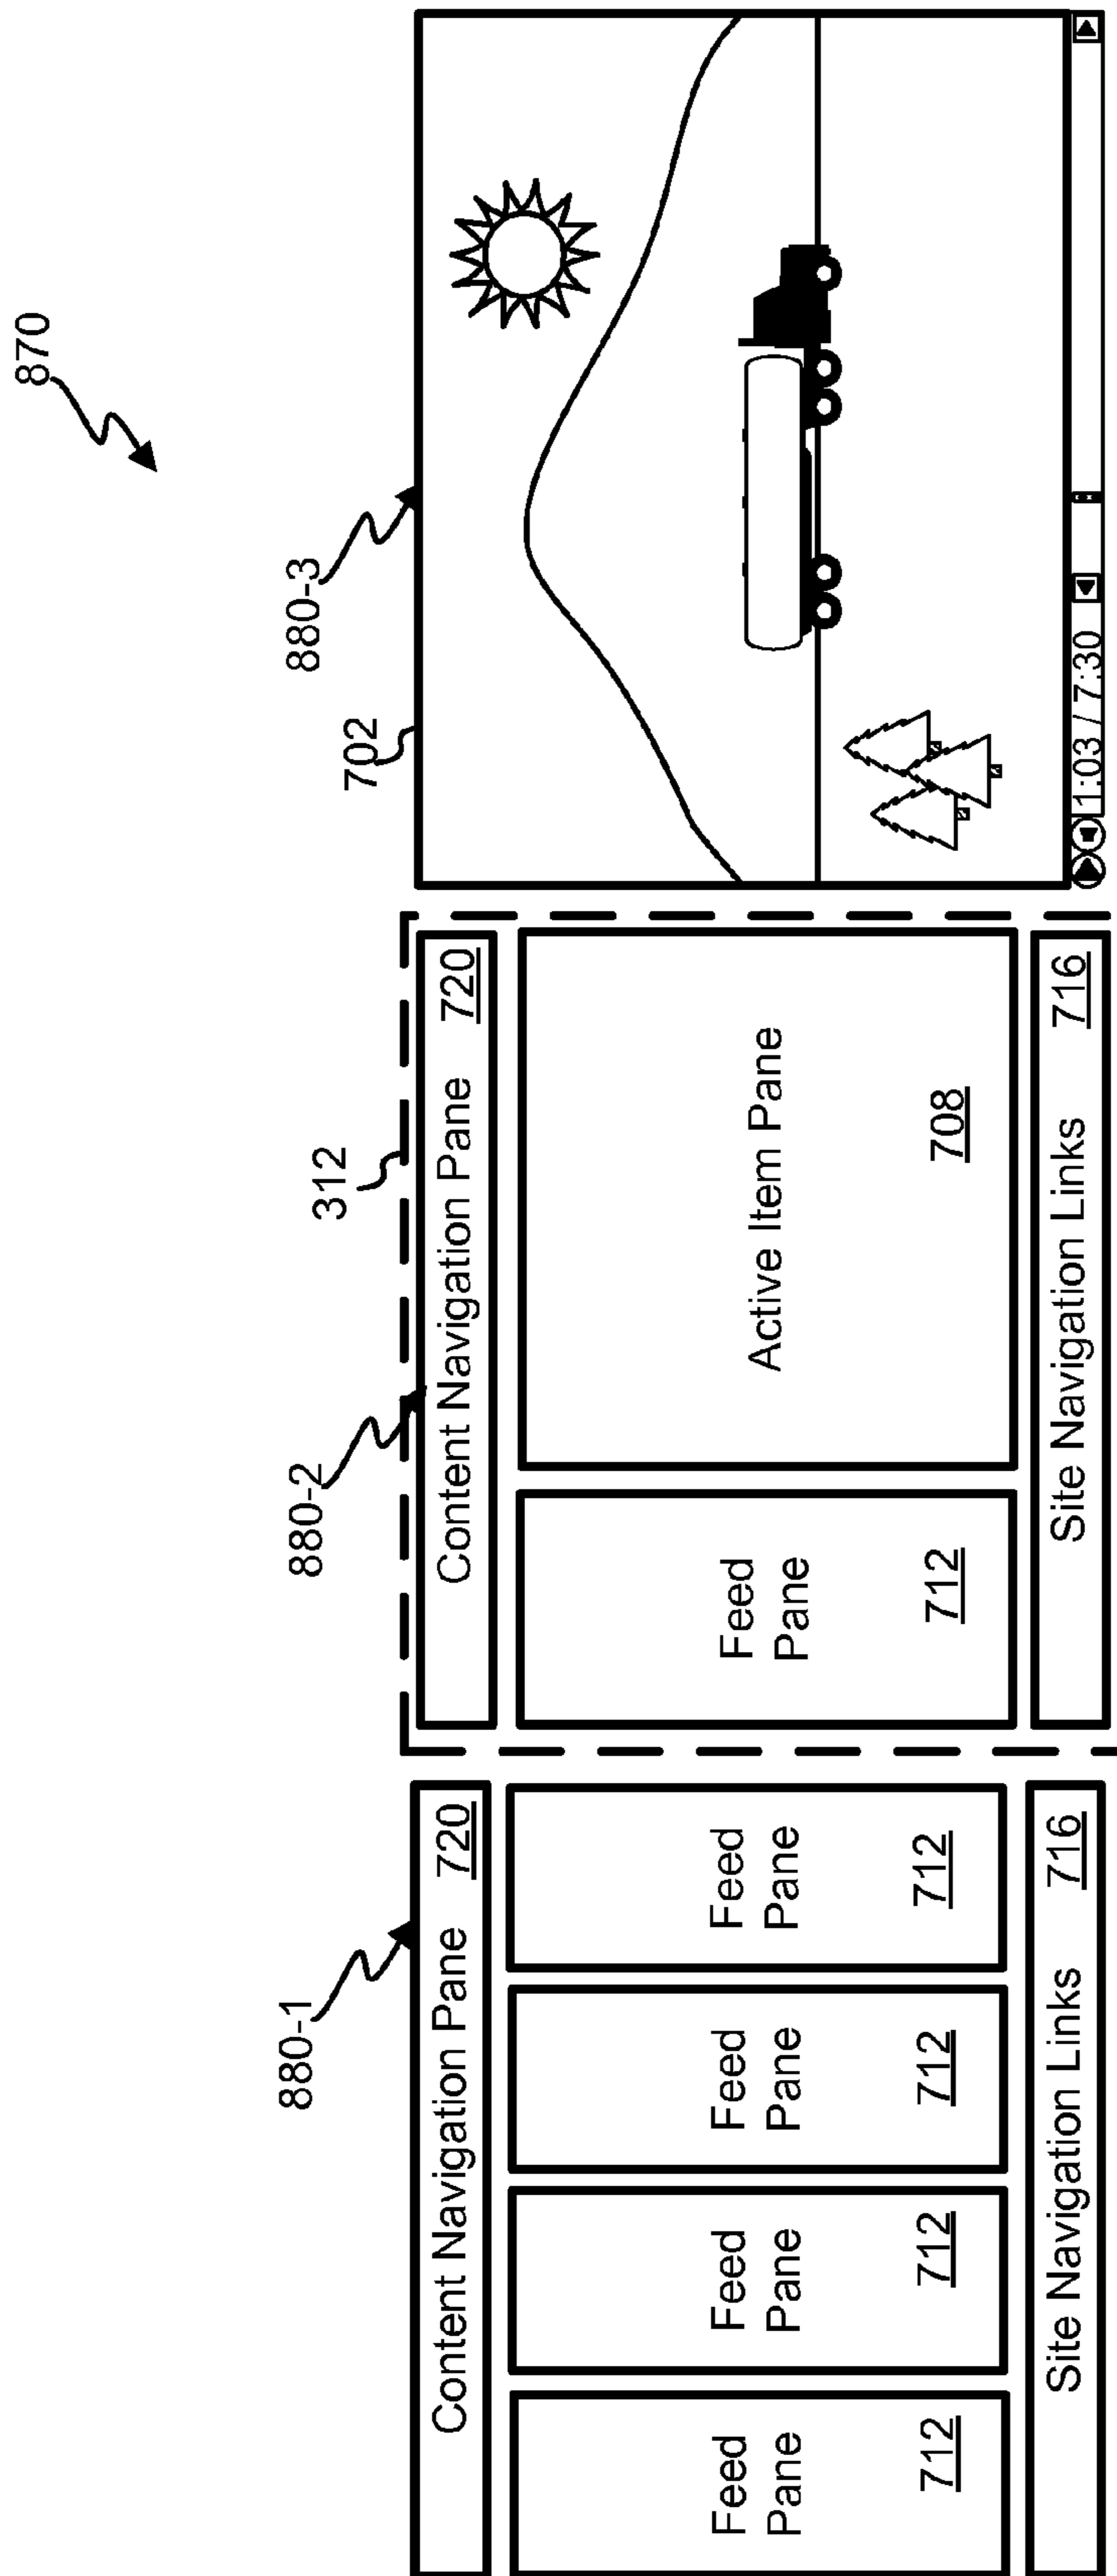 870
880-1
880-2
312
702
880-3
Content Navigation Pane 720
Feed
Pane
712
Feed
Pane
712
Feed
Pane
712
Feed
Pane
712
Site Navigation Links 716
Content Navigation Pane 720
Feed
Pane
712
Active Item Pane
708
Site Navigation Links 716
1:03 / 7:30